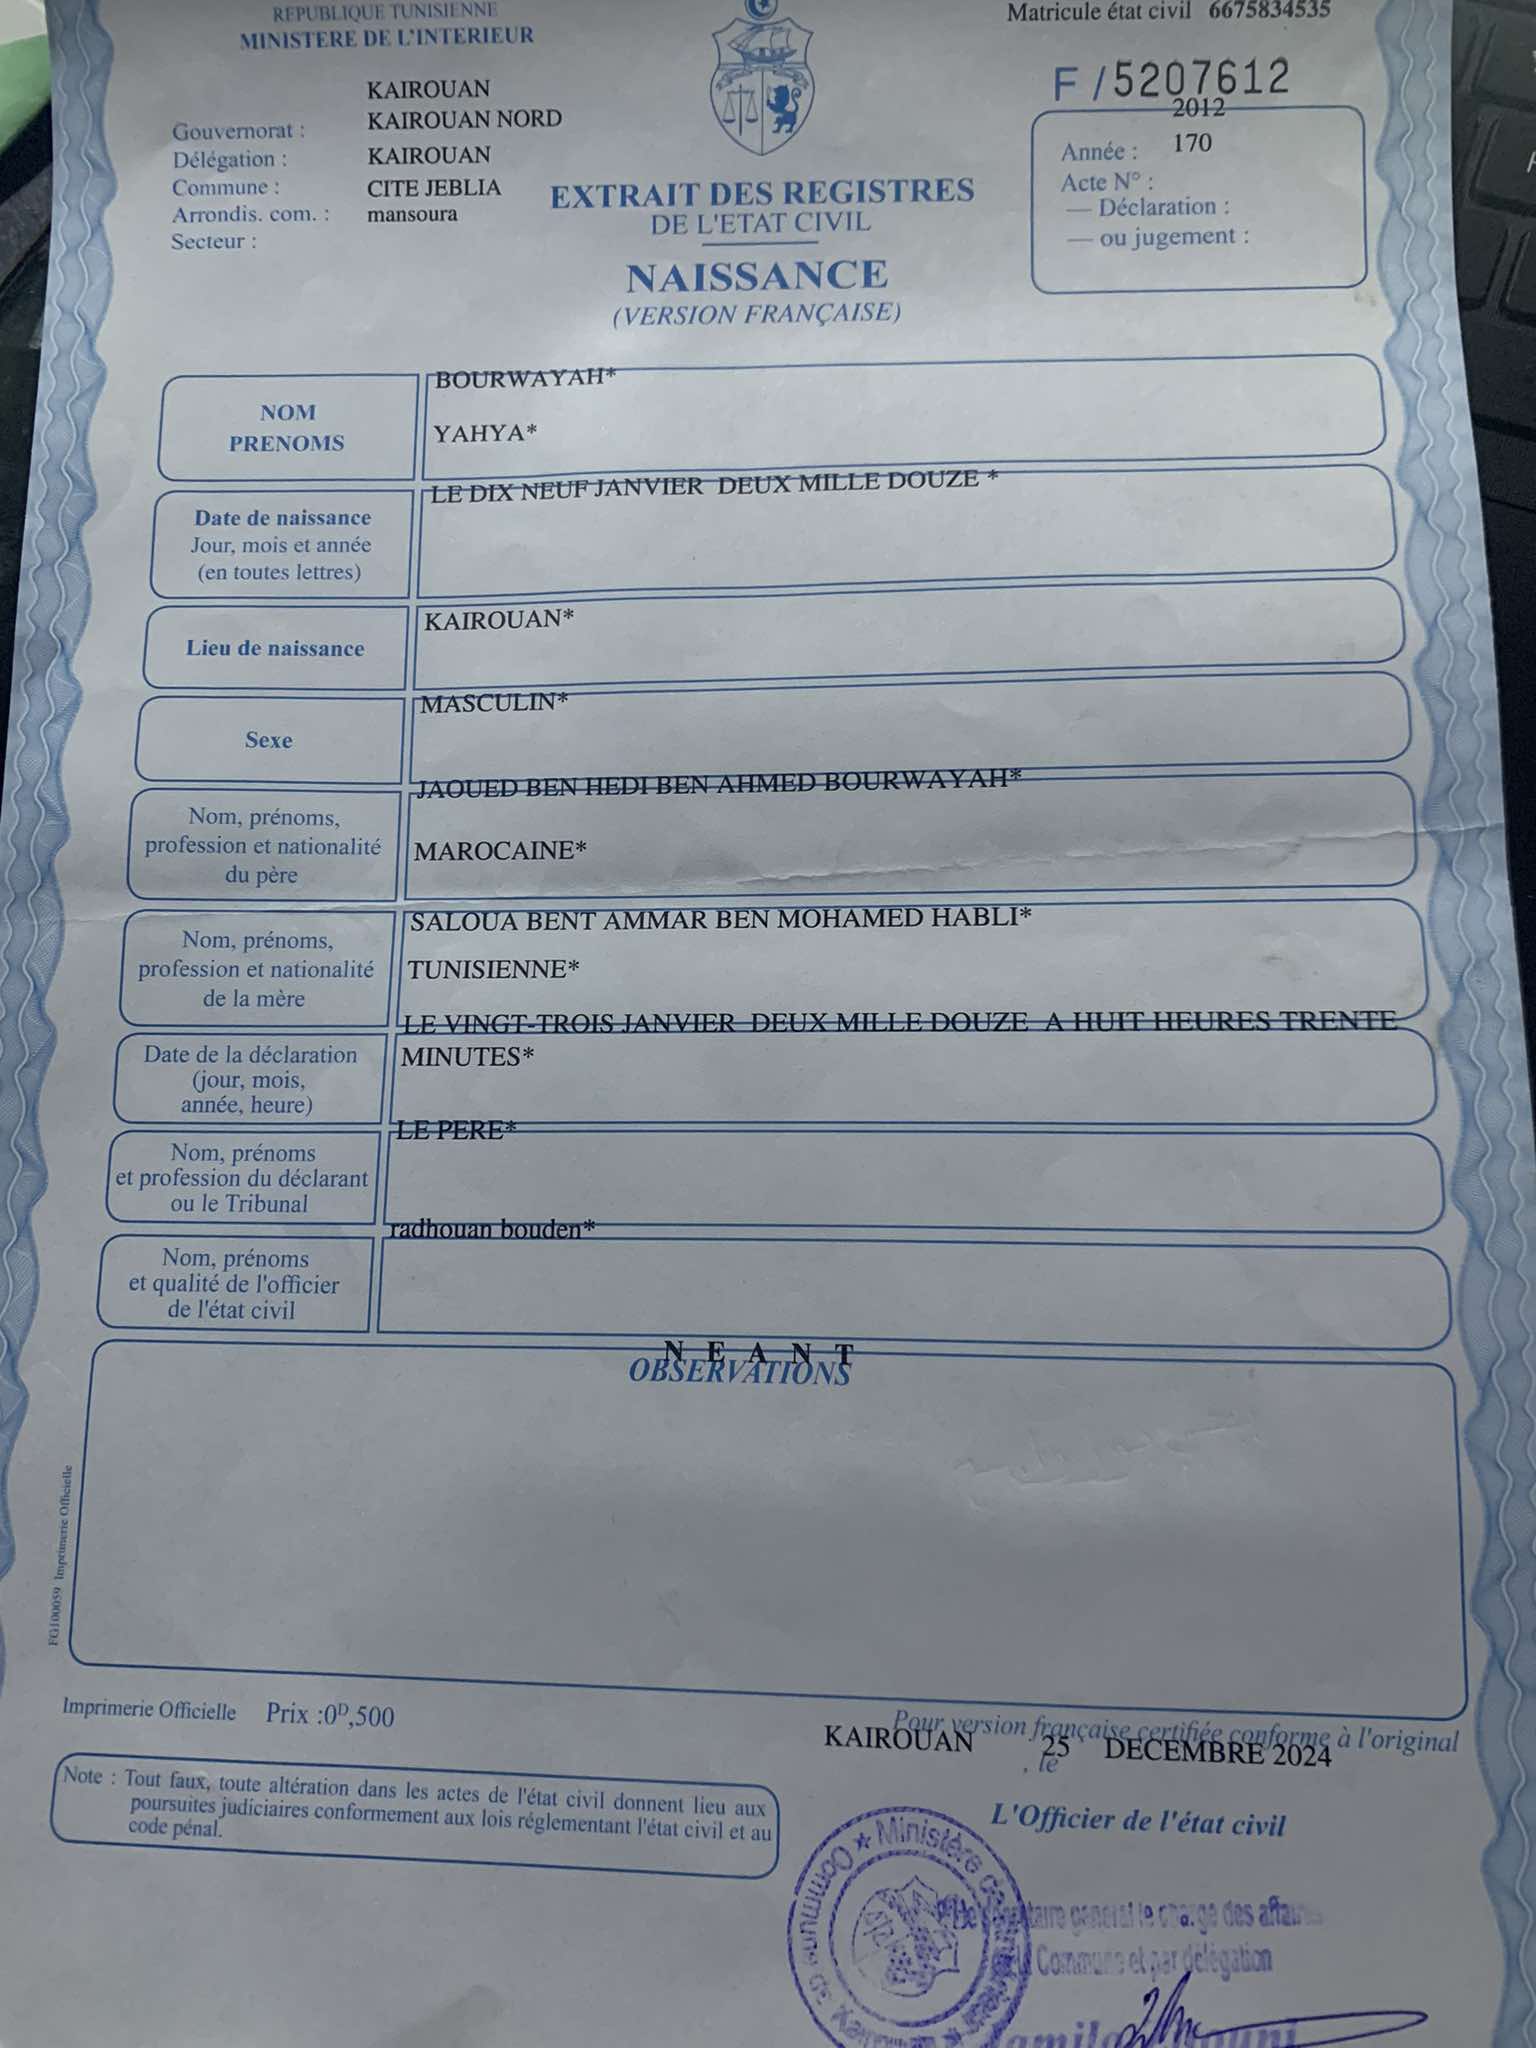 REPUBLIQUE TUNISIENNE
MINISTERE DE L'INTERIEUR
Matricule état civil 6675834535
F / 5207612
Gouvernorat : KAIROUAN
Délégation : KAIROUAN NORD
Commune : KAIROUAN
Arrondis. com. : CITE JEBLIA
Secteur : mansoura
2012
Année : 170
Acte N° :
— Déclaration :
— ou jugement :
EXTRAIT DES REGISTRES
DE L'ETAT CIVIL
NAISSANCE
(VERSION FRANÇAISE)
NOM
PRENOMS
BOURWAYAH*
YAHYA*
Date de naissance
Jour, mois et année
(en toutes lettres)
LE DIX NEUF JANVIER DEUX MILLE DOUZE *
Lieu de naissance
KAIROUAN*
Sexe
MASCULIN*
Nom, prénoms,
profession et nationalité
du père
JAOUED BEN HEDI BEN AHMED BOURWAYAH*
MAROCAINE*
Nom, prénoms,
profession et nationalité
de la mère
SALOUA BENT AMMAR BEN MOHAMED HABLI*
TUNISIENNE*
Date de la déclaration
(jour, mois,
année, heure)
LE VINGT-TROIS JANVIER DEUX MILLE DOUZE A HUIT HEURES TRENTE
MINUTES*
Nom, prénoms
et profession du déclarant
ou le Tribunal
LE PERE*
Nom, prénoms
et qualité de l'officier
de l'état civil
radhouan bouden*
N E A N T
OBSERVATIONS
FG100059 Imprimerie Officielle
Imprimerie Officielle Prix :0D,500
Pour version française certifiée conforme à l'original
KAIROUAN , le 25 DECEMBRE 2024
Note : Tout faux, toute altération dans les actes de l'état civil donnent lieu aux
poursuites judiciaires conformement aux lois réglementant l'état civil et au
code pénal.
L'Officier de l'état civil
★ Ministère
Commune de
général le chargé des affaires
Commune et par délégation